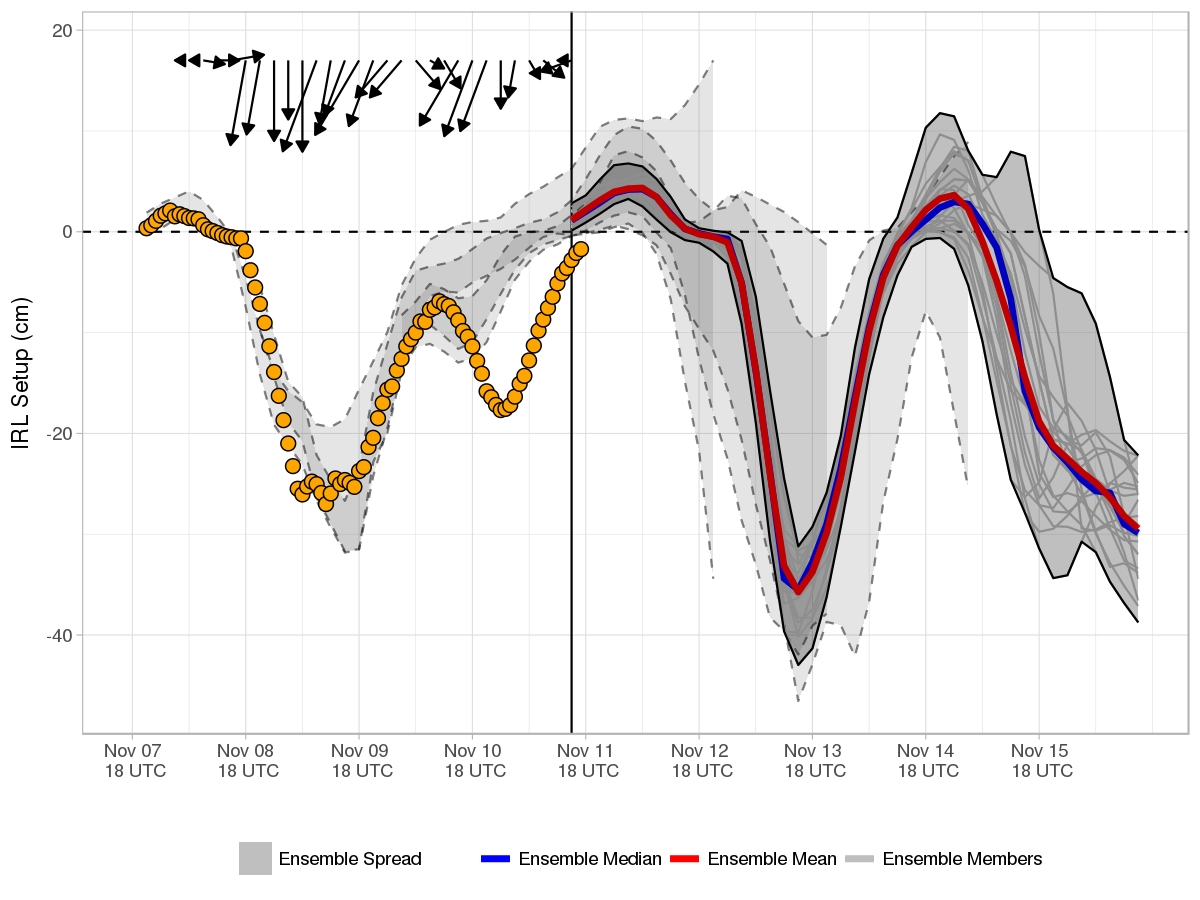 IRL Setup (cm)
20
0
-20
-40
Nov 07 Nov 08 Nov 09 Nov 10 Nov 11 Nov 12 Nov 13 Nov 14 Nov 15
18 UTC 18 UTC 18 UTC 18 UTC 18 UTC 18 UTC 18 UTC 18 UTC 18 UTC
Ensemble Spread Ensemble Median Ensemble Mean Ensemble Members